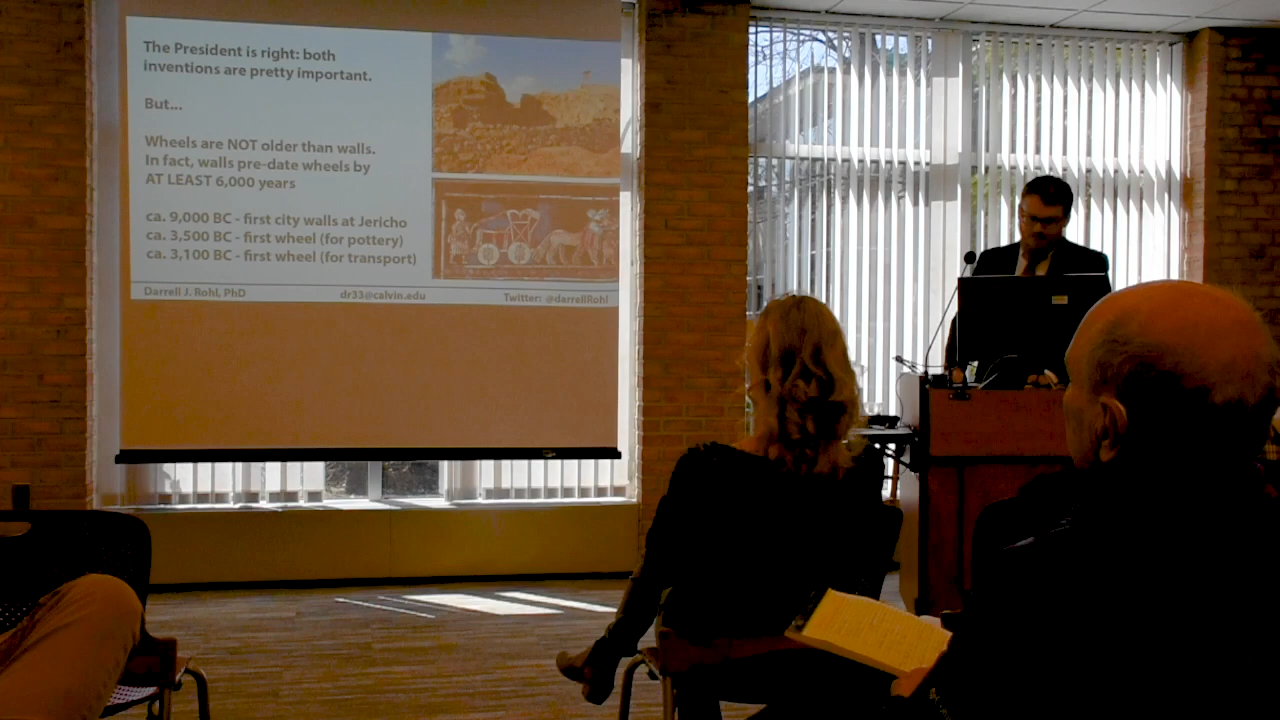 The President is right: both
inventions are pretty important.
But...
Wheels are NOT older than walls.
In fact, walls pre-date wheels by
AT LEAST 6,000 years
ca. 9,000 BC - first city walls at Jericho
ca. 3,500 BC - first wheel (for pottery)
ca. 3,100 BC - first wheel (for transport)
Darrell J. Rohl, PhD dr33@calvin.edu Twitter: @darrellRohl